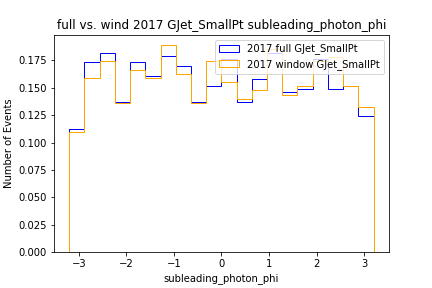 full vs. wind 2017 GJet_SmallPt subleading_photon_phi
2017 full GJet_SmallPt
2017 window GJet_SmallPt
Number of Events
0.175
0.150
0.125
0.100
0.075
0.050
0.025
0.000
−3 −2 −1 0 1 2 3
subleading_photon_phi